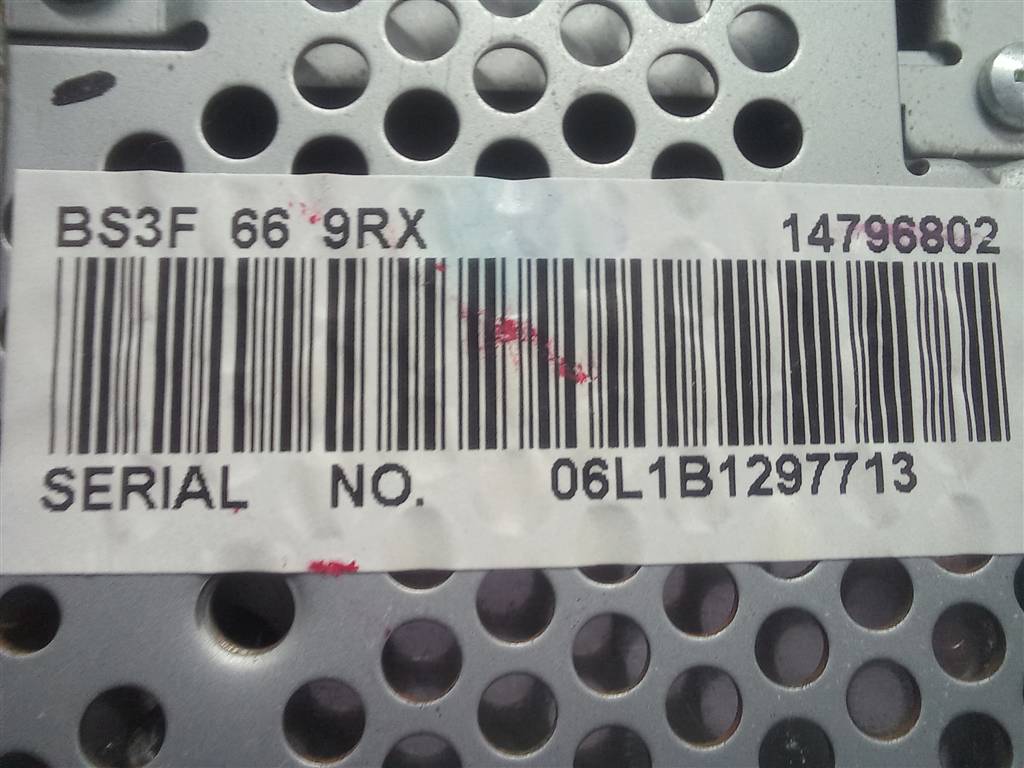 BS3F 66 9RX 14796802
SERIAL NO. 06L1B1297713